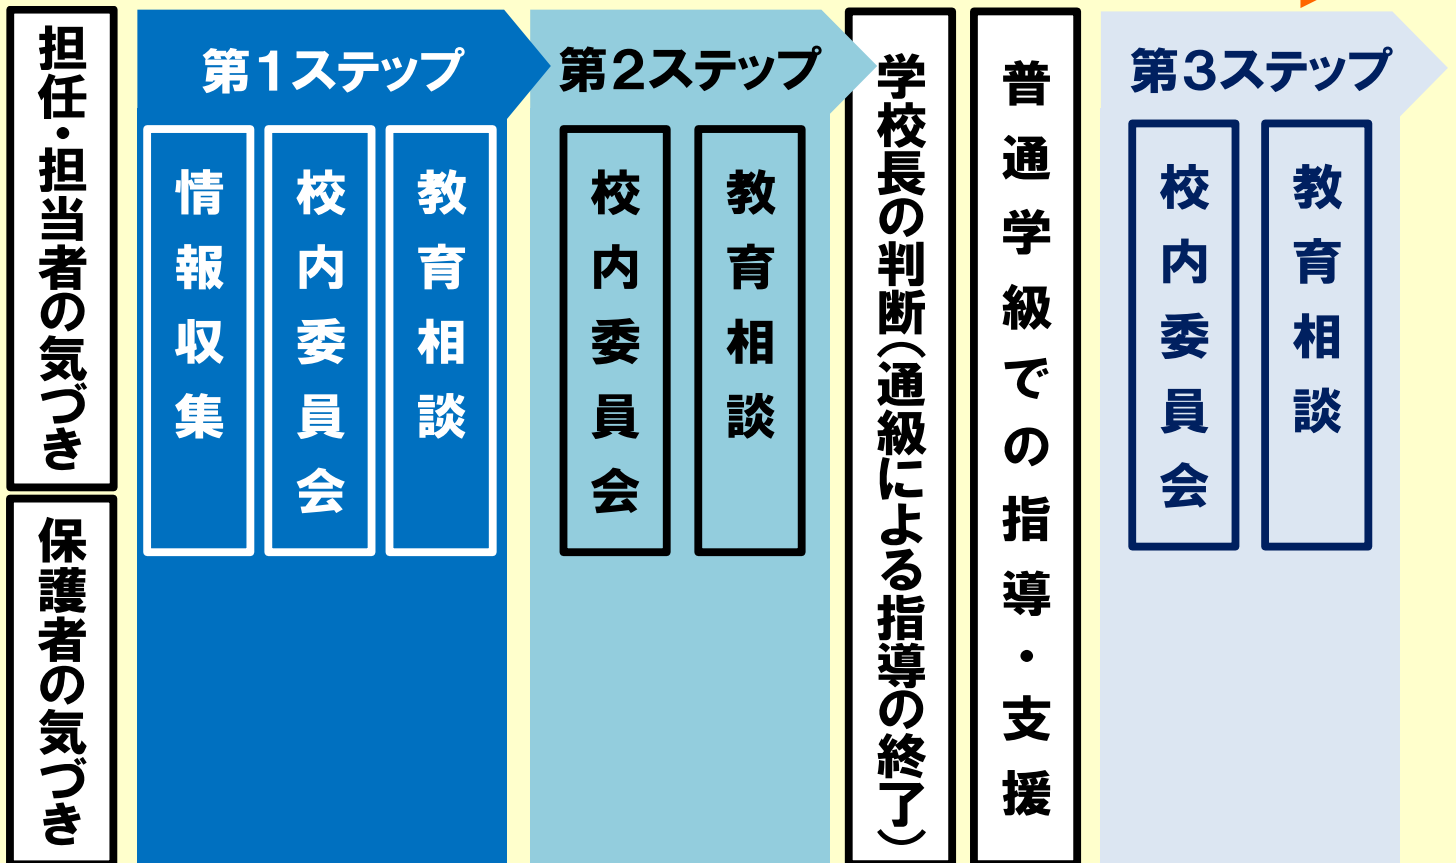 担任・担当者の気づき
保護者の気づき
第1ステップ
情報収集
校内委員会
教育相談
第2ステップ
校内委員会
教育相談
学校長の判断(通級による指導の終了)
普通学級での指導・支援
第3ステップ
校内委員会
教育相談